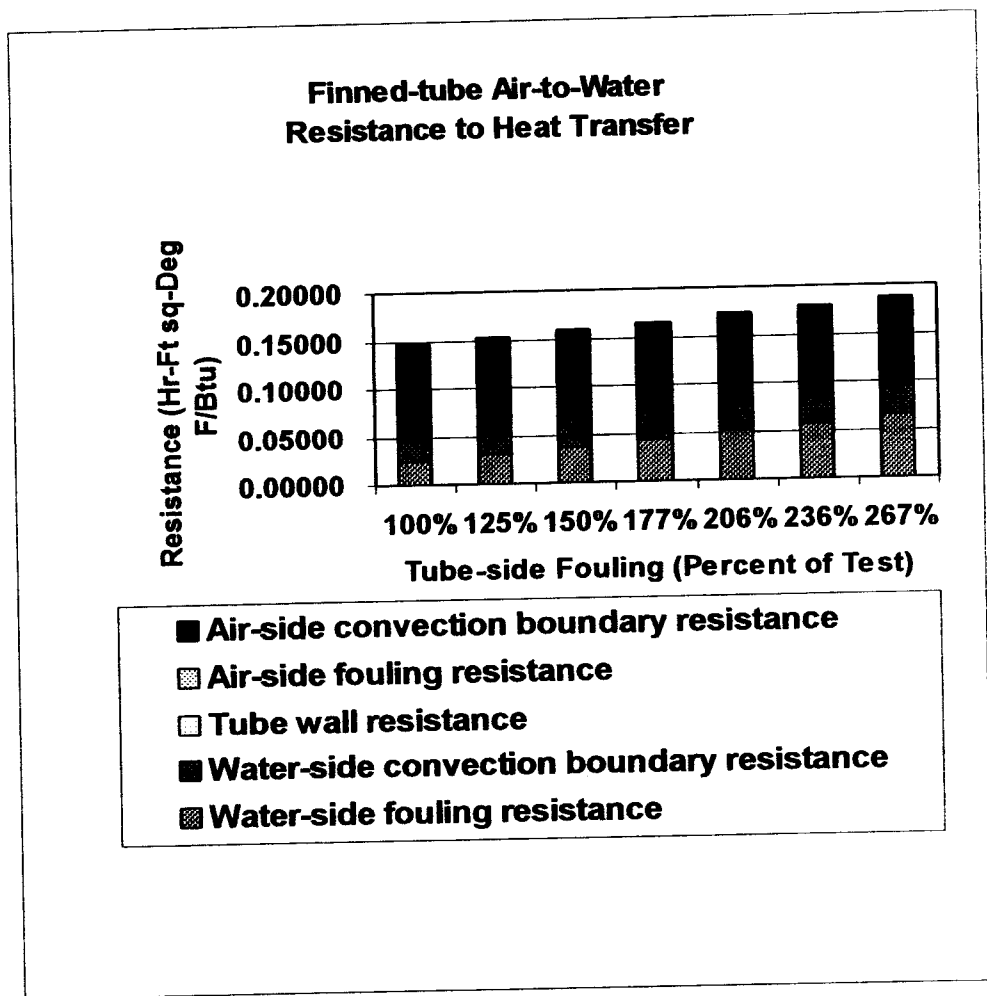 Finned-tube Air-to-Water
Resistance to Heat Transfer
Resistance (Hr-Ft sq-Deg
F/Btu)
0.20000
0.15000
0.10000
0.05000
0.00000
100% 125% 150% 177% 206% 236% 267%
Tube-side Fouling (Percent of Test)
Air-side convection boundary resistance
Air-side fouling resistance
Tube wall resistance
Water-side convection boundary resistance
Water-side fouling resistance